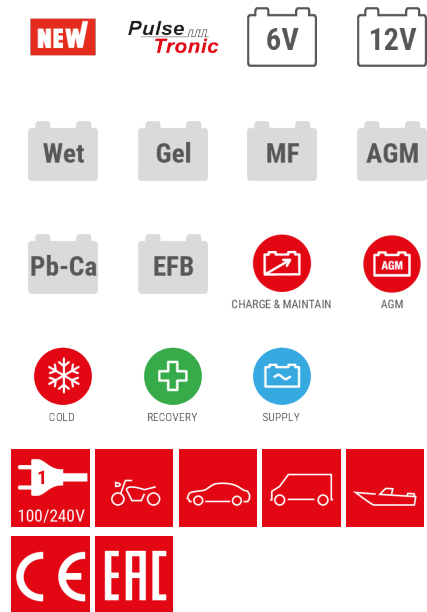 NEW
Pulse
Tronic
6V
12V
Wet
Gel
MF
AGM
Pb-Ca
EFB
AGM
CHARGE & MAINTAIN
AGM
COLD
RECOVERY
SUPPLY
1
100/240V
CE
EAC